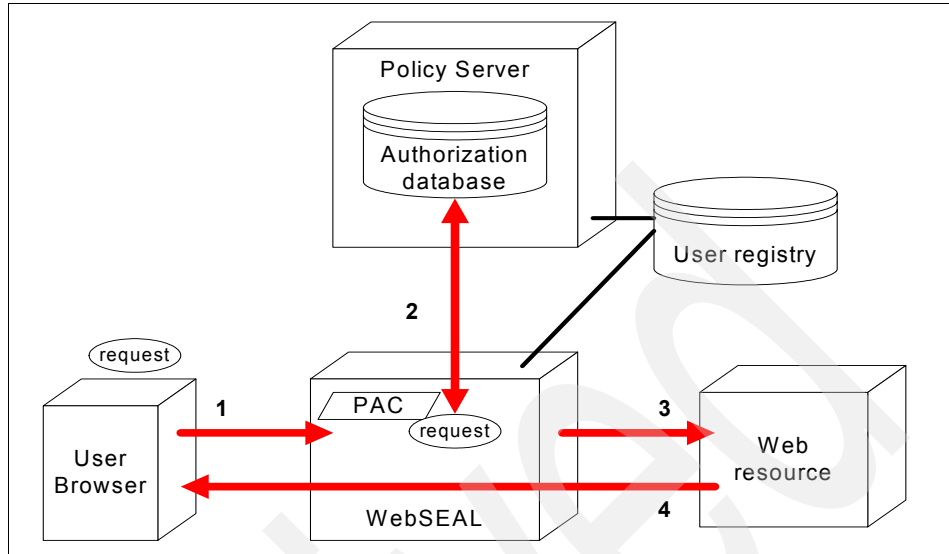 Policy Server
Authorization
database
User registry
2
request
1
PAC
request
3
User
Browser
Web
resource
4
WebSEAL